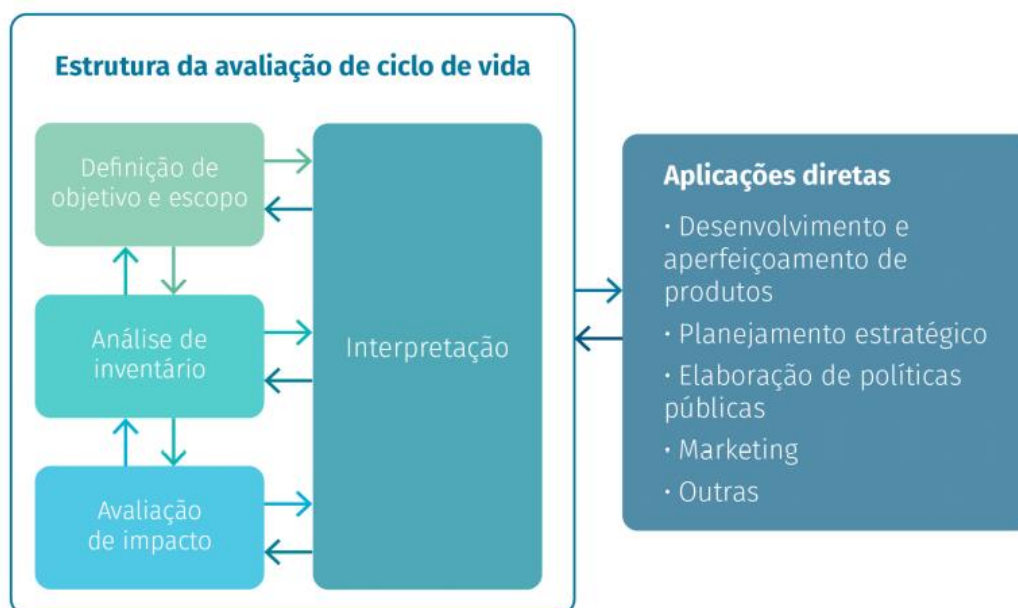 Estrutura da avaliação de ciclo de vida
Definição de
objetivo e escopo
Análise de
inventário
Avaliação
de impacto
Interpretação
Aplicações diretas
· Desenvolvimento e
aperfeiçoamento de
produtos
· Planejamento estratégico
· Elaboração de políticas
públicas
· Marketing
· Outras